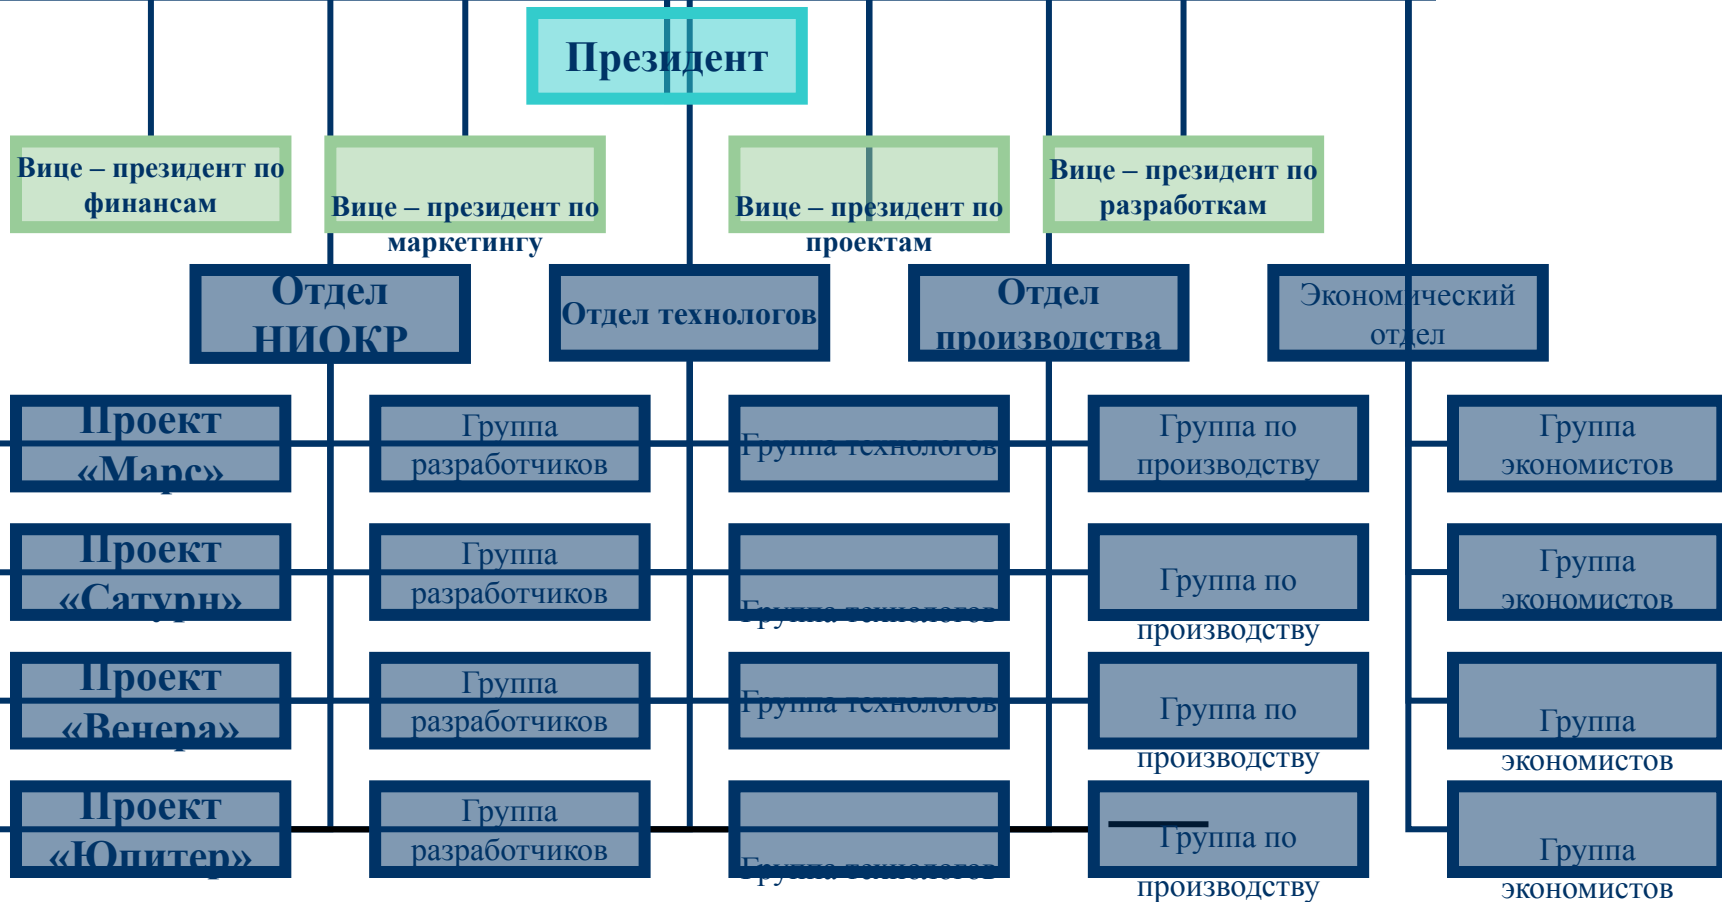 Президент
Вице – президент по
финансам
Вице – президент по
маркетингу
Вице – президент по
проектам
Вице – президент по
разработкам
Отдел
НИОКР
Отдел технологов
Отдел
производства
Экономический
отдел
Проект
«Марс»
Группа
разработчиков
Группа технологов
Группа по
производству
Группа
экономистов
Проект
«Сатурн»
Группа
разработчиков
Группа технологов
Группа по
производству
Группа
экономистов
Проект
«Венера»
Группа
разработчиков
Группа технологов
Группа по
производству
Группа
экономистов
Проект
«Юпитер»
Группа
разработчиков
Группа технологов
Группа по
производству
Группа
экономистов